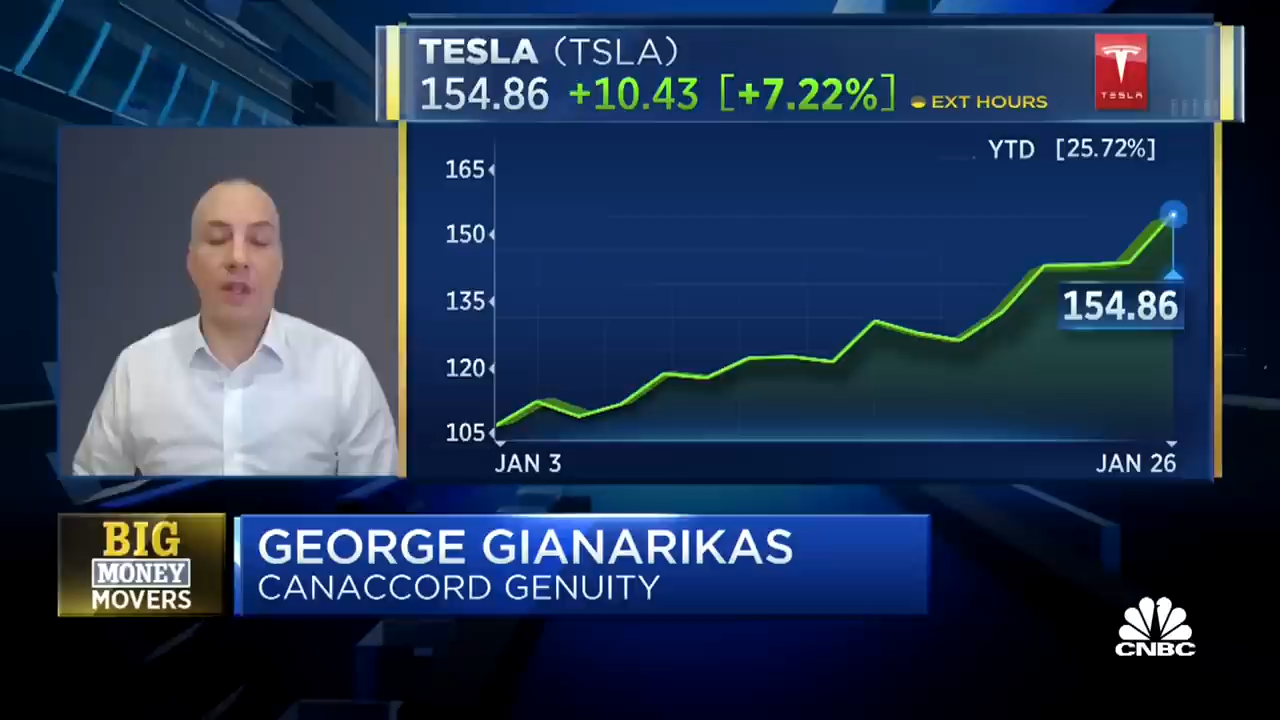 TESLA (TSLA)
154.86 +10.43 [+7.22%] EXT HOURS
TESLA
YTD [25.72%]
165
150
135
120
105
154.86
JAN 3
JAN 26
BIG
MONEY
MOVERS
GEORGE GIANARIKAS
CANACCORD GENUITY
CNBC